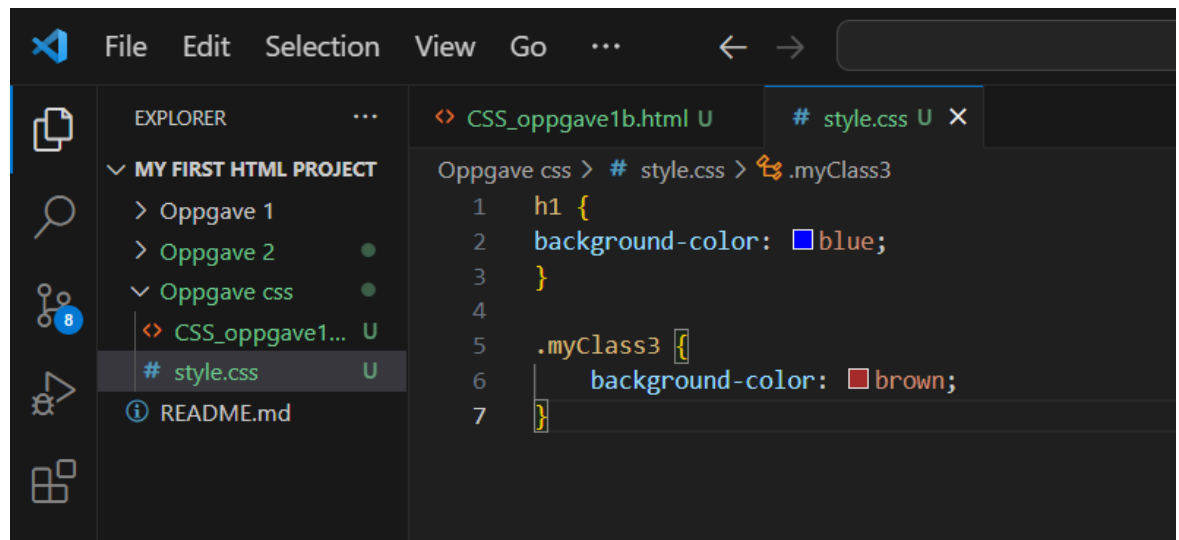 File Edit Selection View Go ··· ← →
EXPLORER ···
MY FIRST HTML PROJECT
> Oppgave 1
> Oppgave 2
Oppgave css
<> CSS_oppgave1... U
# style.css U
README.md
8
<> CSS_oppgave1b.html U # style.css U ×
Oppgave css > # style.css > .myClass3
1 h1 {
2 background-color: blue;
3 }
4
5 .myClass3 {
6 background-color: brown;
7 }